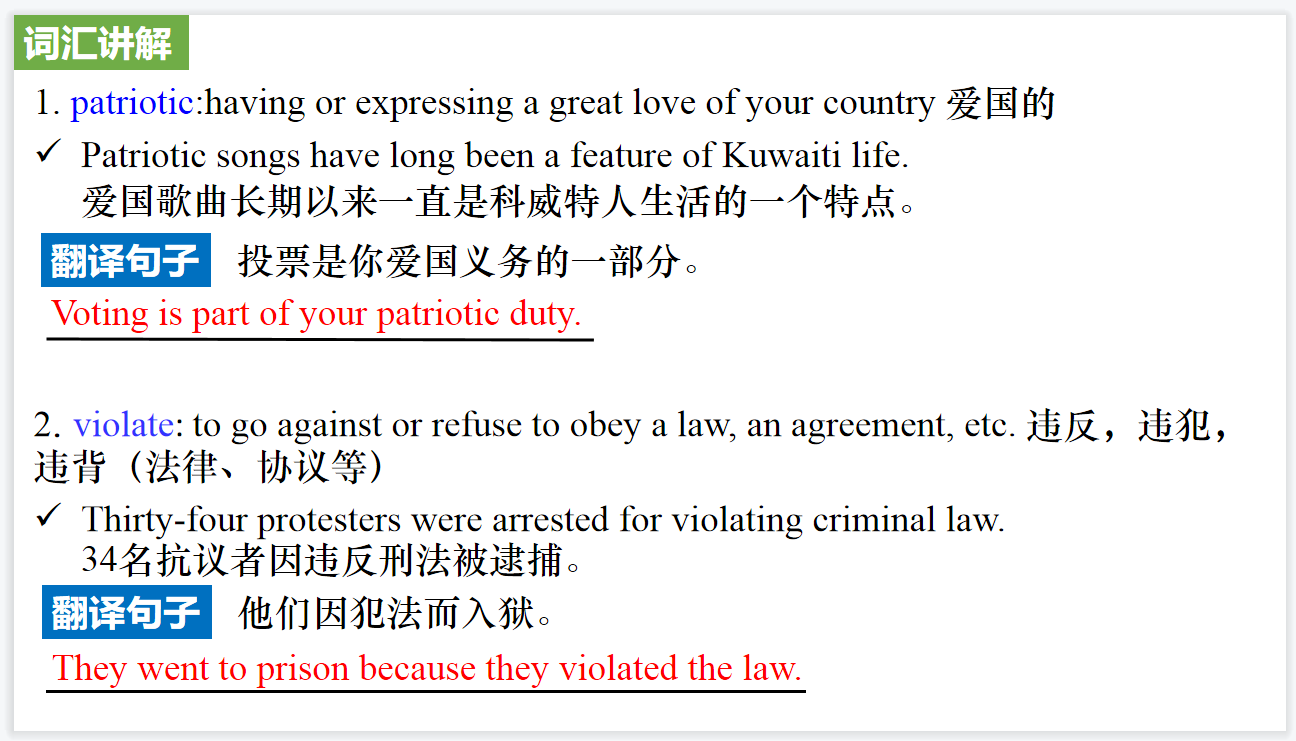 词汇讲解
1. patriotic:having or expressing a great love of your country 爱国的
✓ Patriotic songs have long been a feature of Kuwaiti life.
爱国歌曲长期以来一直是科威特人生活的一个特点。
翻译句子 投票是你爱国义务的一部分。
Voting is part of your patriotic duty.
2. violate: to go against or refuse to obey a law, an agreement, etc. 违反，违犯，
违背（法律、协议等）
✓ Thirty-four protesters were arrested for violating criminal law.
34名抗议者因违反刑法被逮捕。
翻译句子 他们因犯法而入狱。
They went to prison because they violated the law.